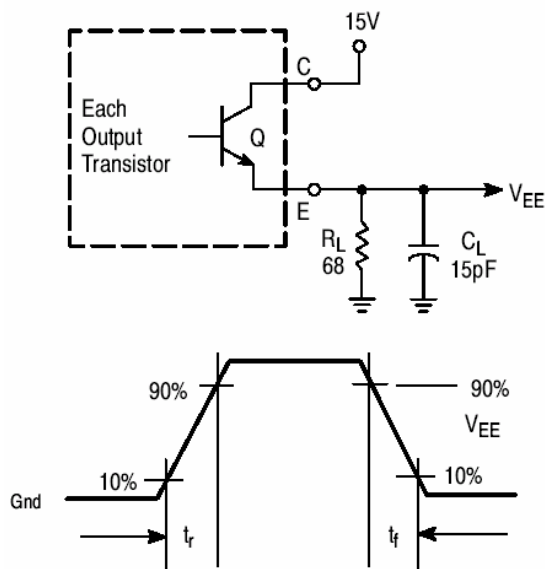 15V
C
Each
Output
Transistor
Q
E
VEE
RL
68
CL
15pF
90%
90%
VEE
10%
10%
Gnd
tr
tf